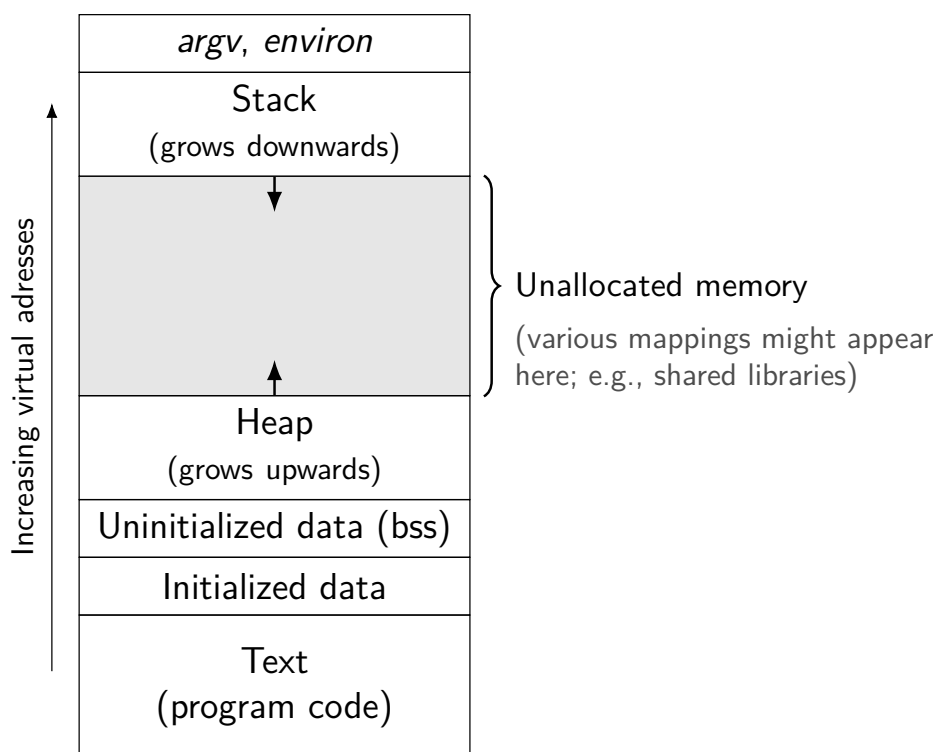 argv, environ
Stack
(grows downwards)
Increasing virtual adresses
Unallocated memory
(various mappings might appear
here; e.g., shared libraries)
Heap
(grows upwards)
Uninitialized data (bss)
Initialized data
Text
(program code)